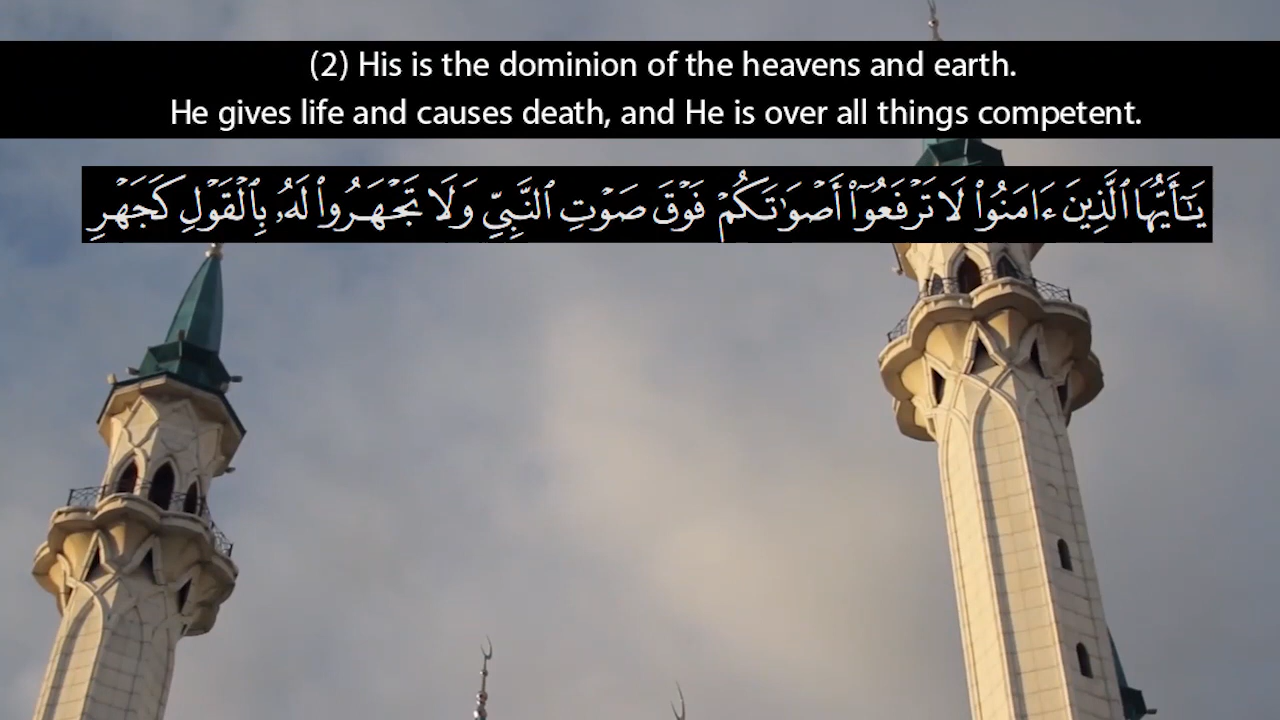 (2) His is the dominion of the heavens and earth.
He gives life and causes death, and He is over all things competent.
يَـٰٓأَيُّهَا ٱلَّذِينَ ءَامَنُوا۟ لَا تَرْفَعُوٓا۟ أَصْوَٰتَكُمْ فَوْقَ صَوْتِ ٱلنَّبِىِّ وَلَا تَجْهَرُوا۟ لَهُۥ بِٱلْقَوْلِ كَجَهْرِ